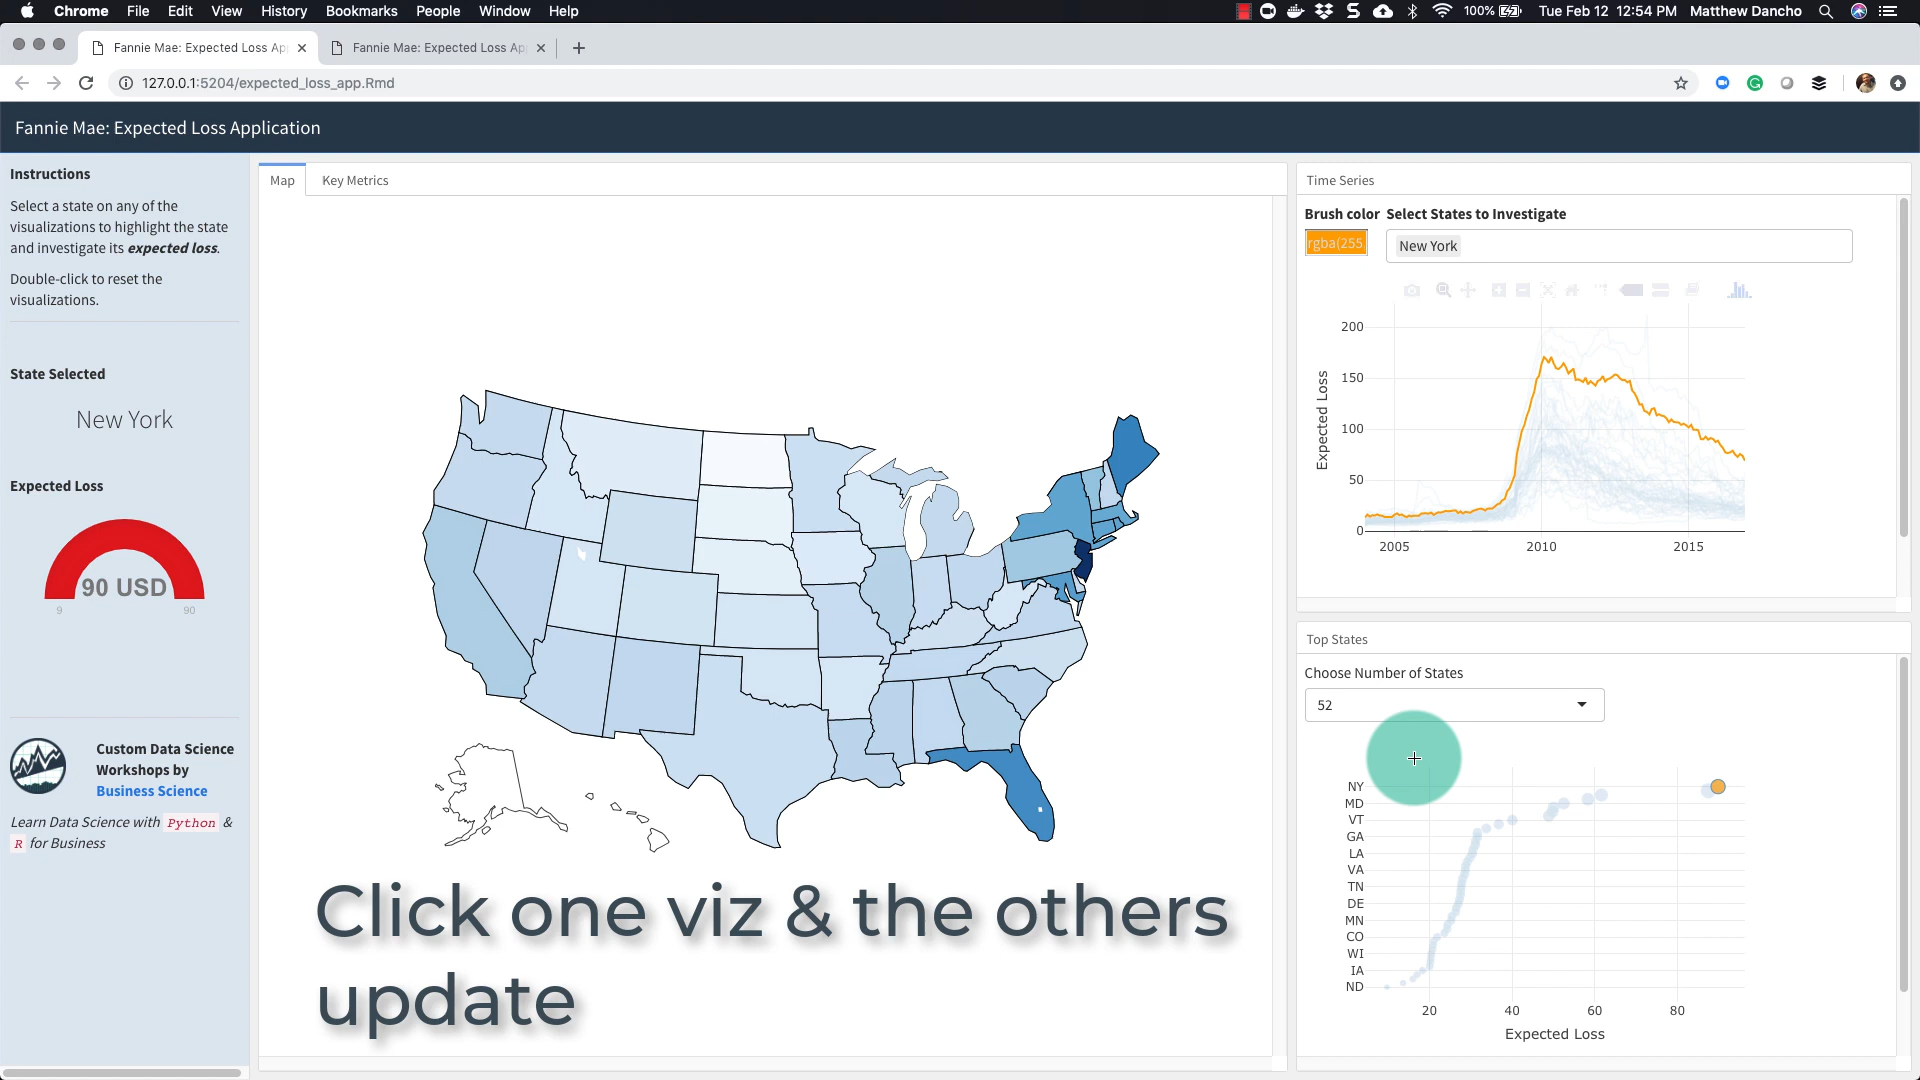 Chrome File Edit View History Bookmarks People Window Help
100% Tue Feb 12 12:54 PM Matthew Dancho
Fannie Mae: Expected Loss Ap
Fannie Mae: Expected Loss Ap
127.0.0.1:5204/expected_loss_app.Rmd
Fannie Mae: Expected Loss Application
Instructions
Select a state on any of the
visualizations to highlight the state
and investigate its expected loss.
Double-click to reset the
visualizations.
State Selected
New York
Expected Loss
90 USD
9 90
Custom Data Science
Workshops by
Business Science
Learn Data Science with Python &
R for Business
Map Key Metrics
Click one viz & the others
update
Time Series
Brush color Select States to Investigate
rgba(255,
New York
Expected Loss
200
150
100
50
0
2005 2010 2015
Top States
Choose Number of States
52
NY
MD
VT
GA
LA
VA
TN
DE
MN
CO
WI
IA
ND
20 40 60 80
Expected Loss